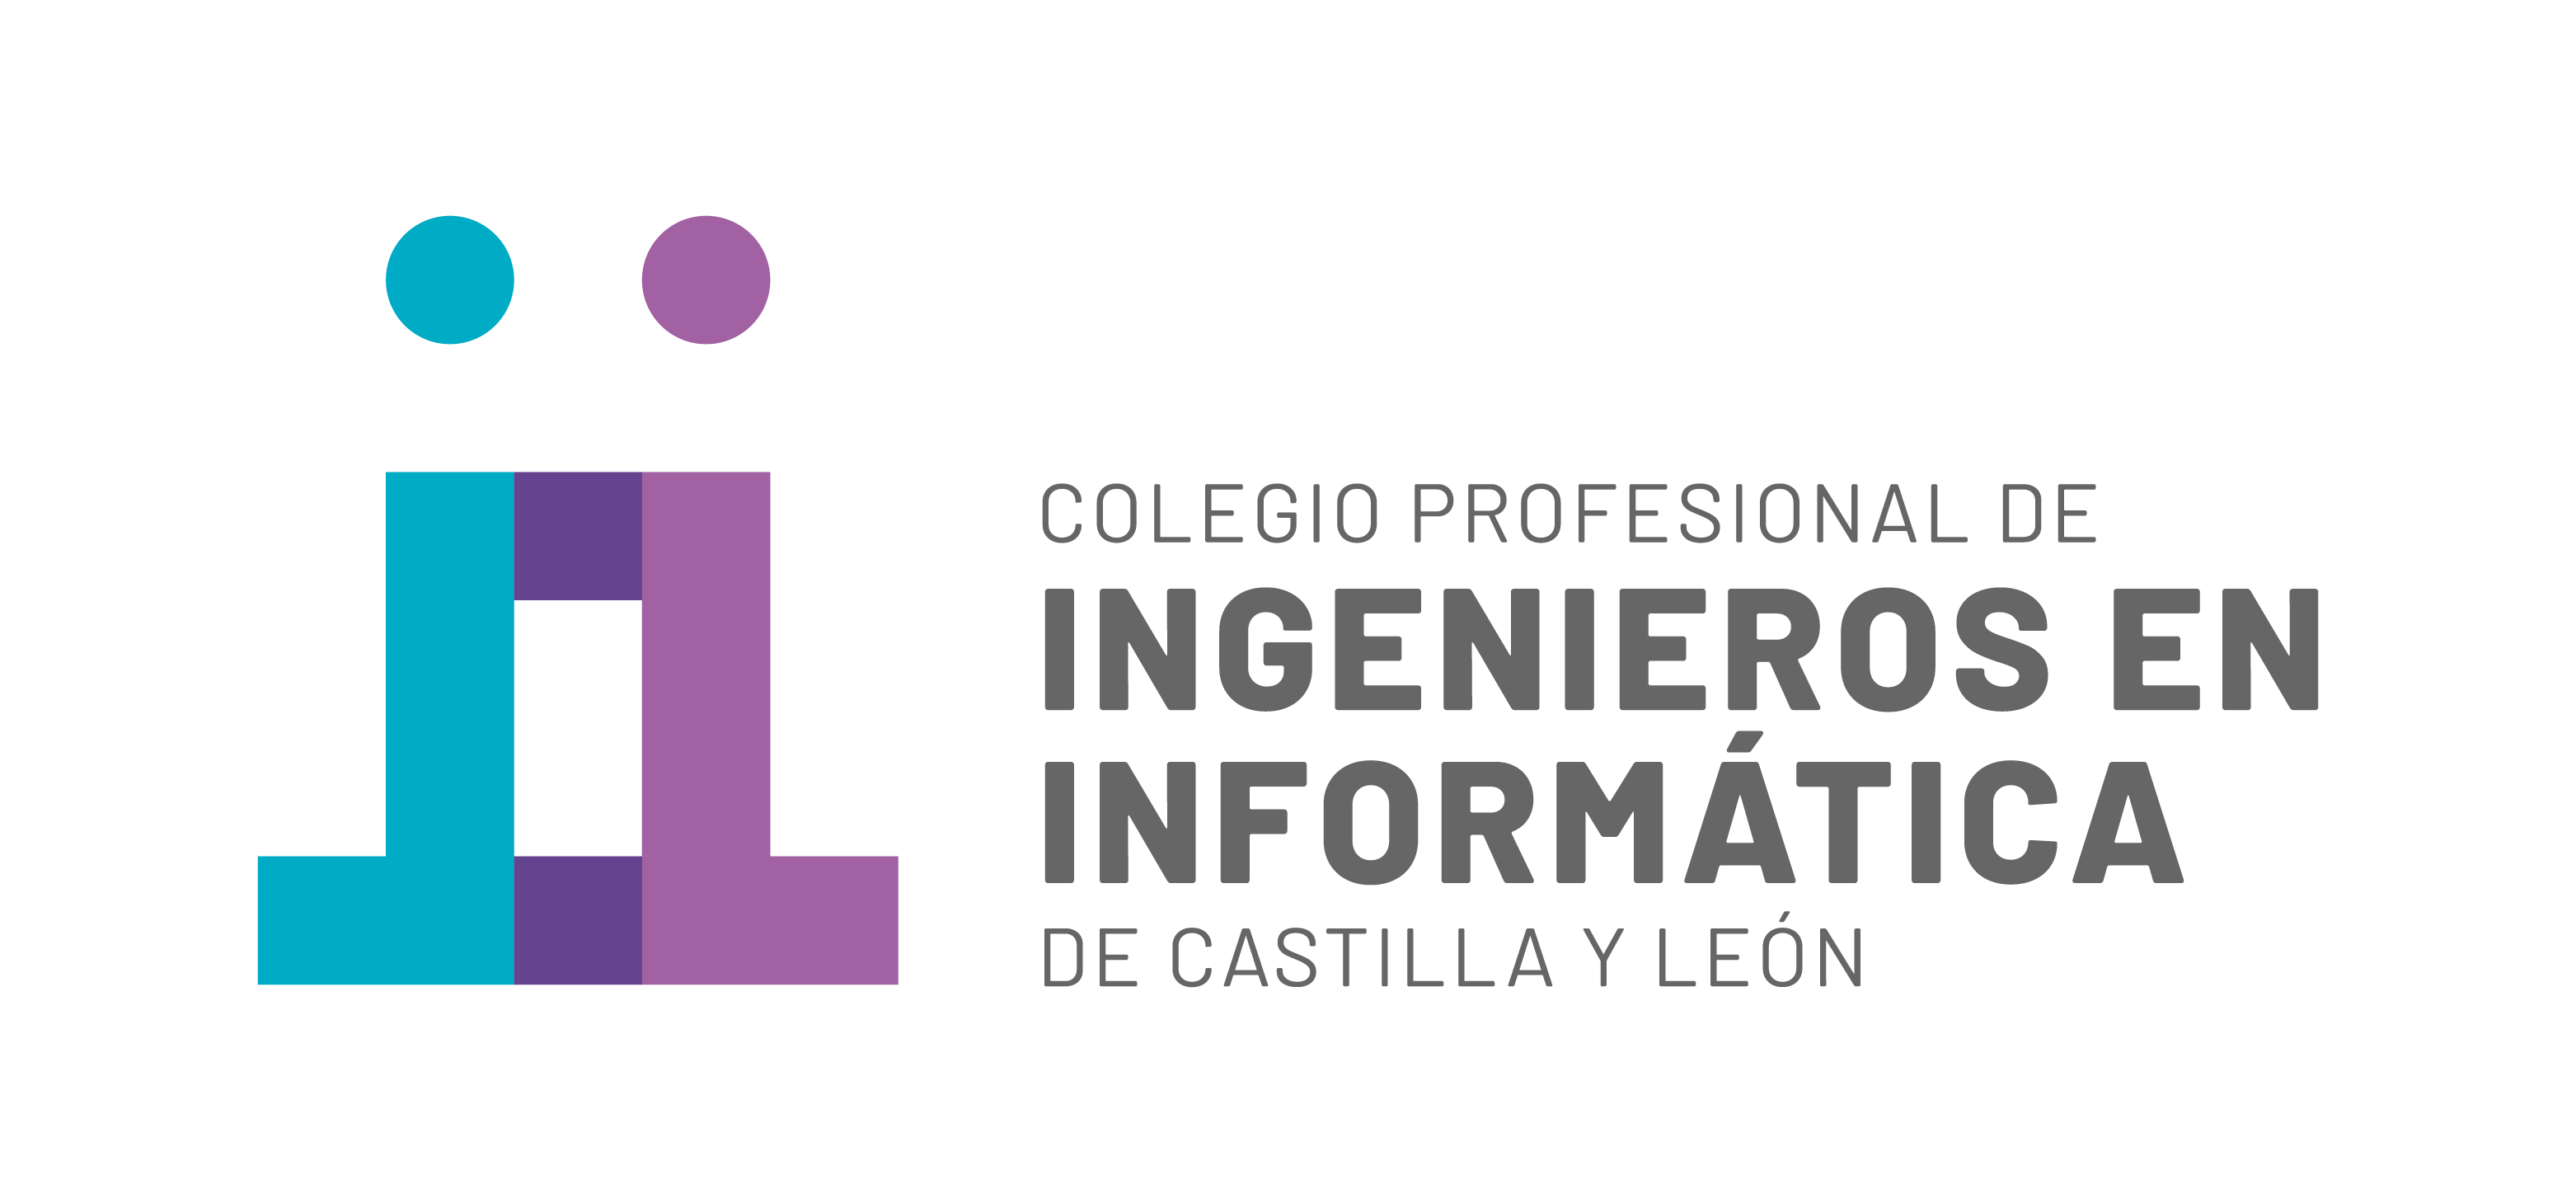 COLEGIO PROFESIONAL DE
INGENIEROS EN
INFORMÁTICA
DE CASTILLA Y LEÓN